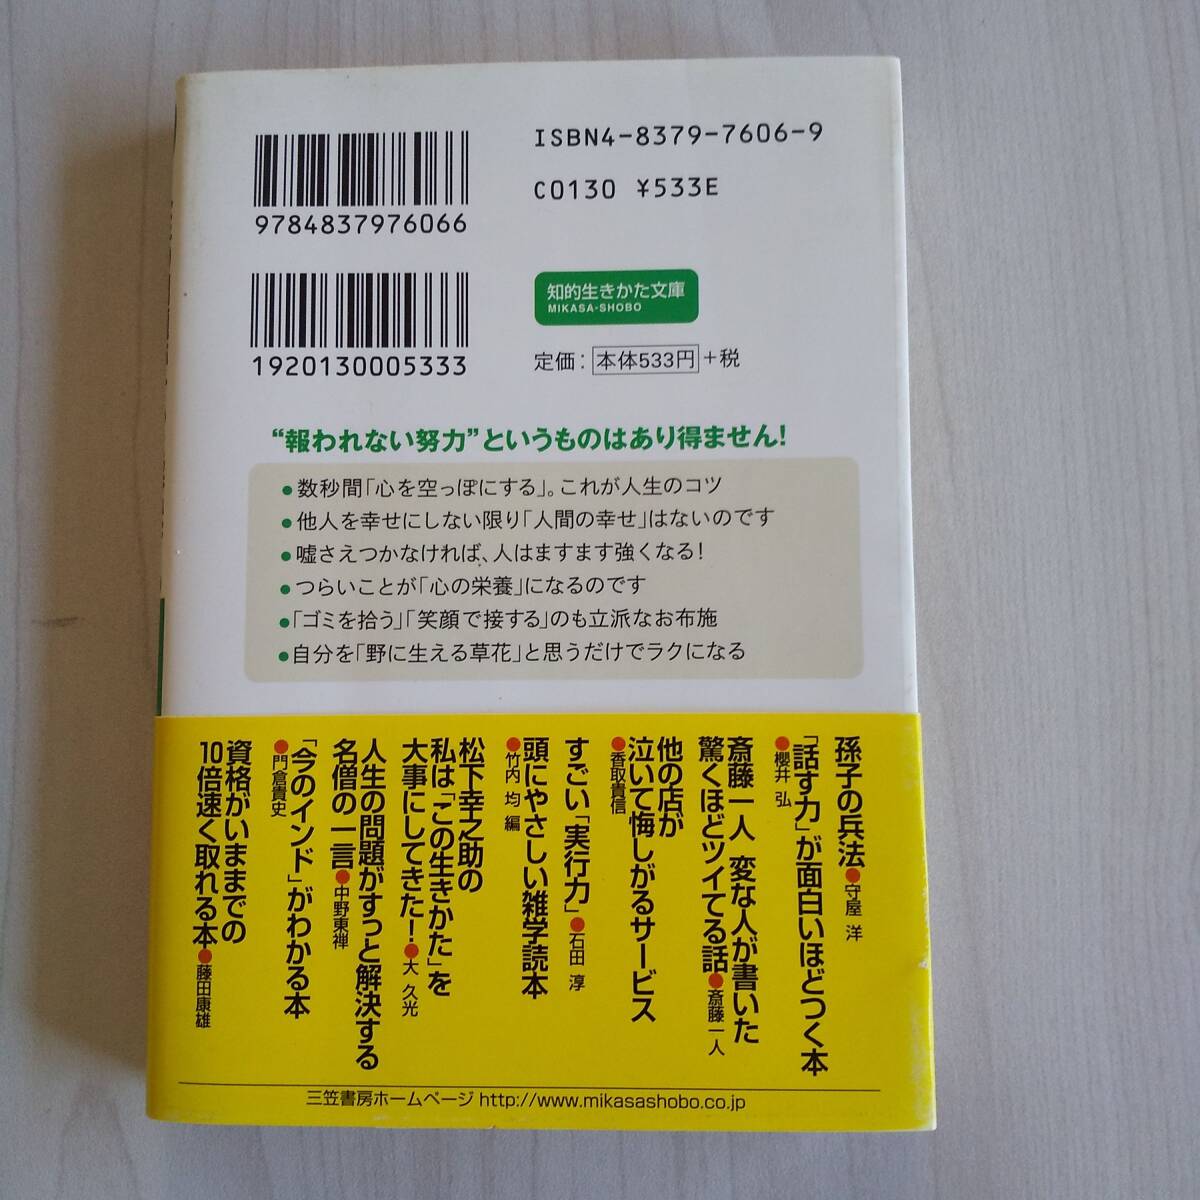 ISBN4-8379-7606-9
C0130 ¥533E
9784837976066
1920130005333
知的生きかた文庫
MIKASA-SHOBO
定価：本体533円+税
“報われない努力”というものはあり得ません！
●数秒間「心を空っぽにする」。これが人生のコツ
●他人を幸せにしない限り「人間の幸せ」はないのです
●嘘さえつかなければ、人はますます強くなる！
●つらいことが「心の栄養」になるのです
●「ゴミを拾う」「笑顔で接する」のも立派なお布施
●自分を「野に生える草花」と思うだけでラクになる
孫子の兵法●守屋 洋
「話す力」が面白いほどつく本
●櫻井 弘
斎藤一人 変な人が書いた
驚くほどツイてる話●斎藤一人
他の店が
泣いて悔しがるサービス
●香取貴信
すごい「実行力」●石田 淳
頭にやさしい雑学読本
●竹内 均 編
松下幸之助の
私は「この生きかた」を
大事にしてきた！●大 久光
人生の問題がすっと解決する
名僧の一言●中野東禅
「今のインド」がわかる本
●門倉貴史
資格がいままでの
10倍速く取れる本●藤田康雄
三笠書房ホームページ http://www.mikasashobo.co.jp